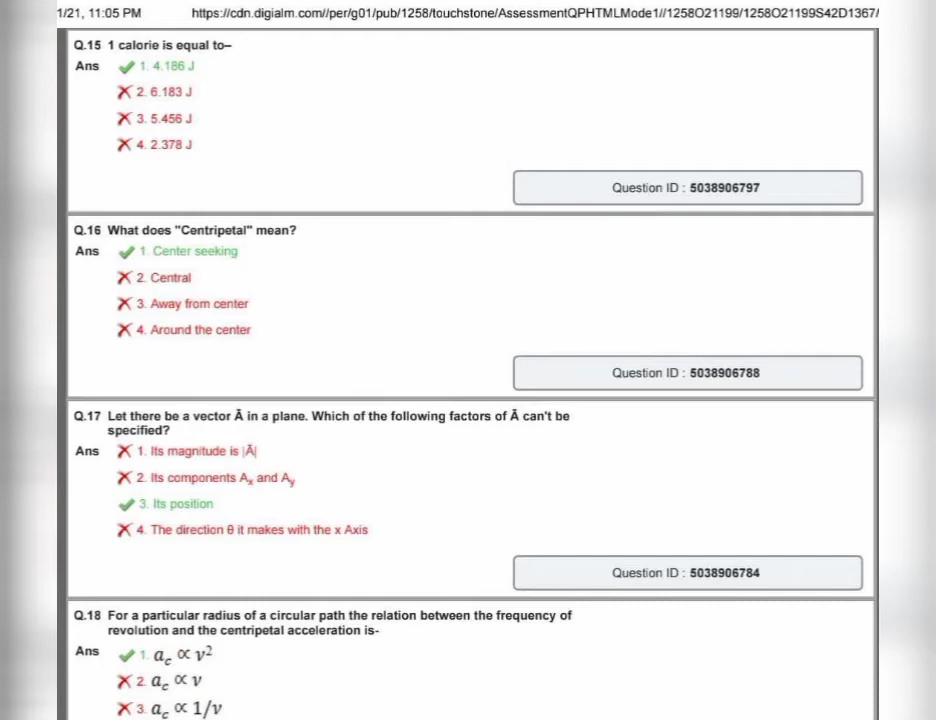 1/21, 11:05 PM https://cdn.digialm.com//per/g01/pub/1258/touchstone/AssessmentQPHTMLMode1//1258O21199/1258O21199S42D1367/
Q.15 1 calorie is equal to–
Ans 1. 4.186 J
2. 6.183 J
3. 5.456 J
4. 2.378 J
Question ID : 5038906797
Q.16 What does "Centripetal" mean?
Ans 1. Center seeking
2. Central
3. Away from center
4. Around the center
Question ID : 5038906788
Q.17 Let there be a vector Ā in a plane. Which of the following factors of Ā can't be
specified?
Ans 1. Its magnitude is |Ā|
2. Its components Aₓ and Aᵧ
3. Its position
4. The direction θ it makes with the x Axis
Question ID : 5038906784
Q.18 For a particular radius of a circular path the relation between the frequency of
revolution and the centripetal acceleration is-
Ans 1. a_c ∝ ν²
2. a_c ∝ ν
3. a_c ∝ 1/ν